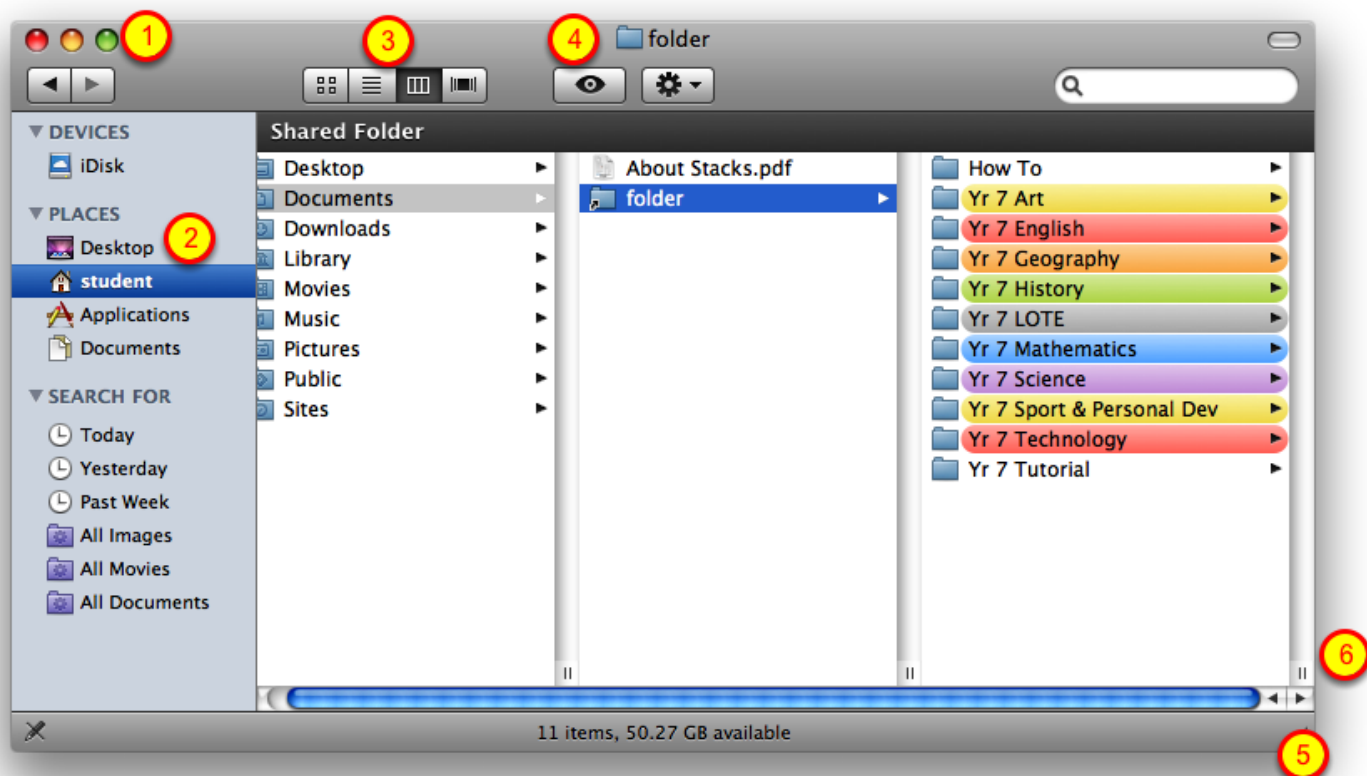 1
3
4
folder
DEVICES
iDisk
PLACES
Desktop
2
student
Applications
Documents
SEARCH FOR
Today
Yesterday
Past Week
All Images
All Movies
All Documents
Shared Folder
Desktop
Documents
Downloads
Library
Movies
Music
Pictures
Public
Sites
About Stacks.pdf
folder
How To
Yr 7 Art
Yr 7 English
Yr 7 Geography
Yr 7 History
Yr 7 LOTE
Yr 7 Mathematics
Yr 7 Science
Yr 7 Sport & Personal Dev
Yr 7 Technology
Yr 7 Tutorial
6
11 items, 50.27 GB available
5